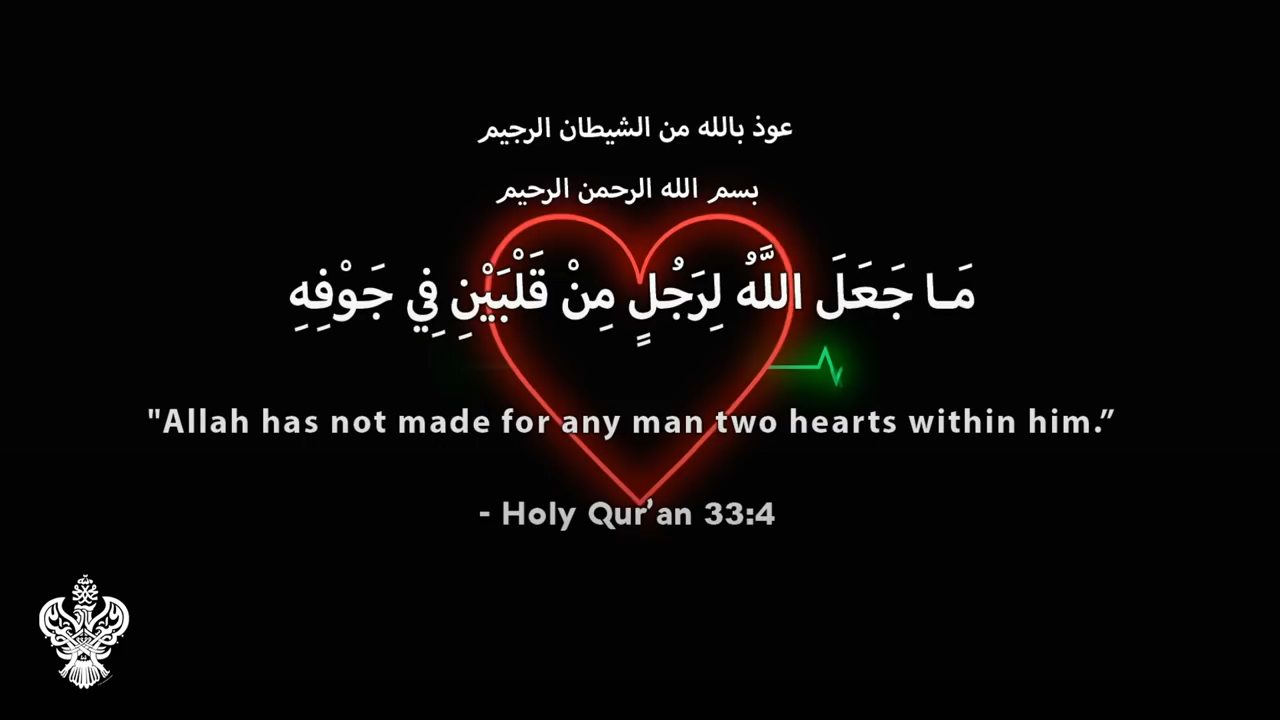 عوذ بالله من الشيطان الرجيم
بسم الله الرحمن الرحيم
مَـا جَعَلَ اللَّهُ لِرَجُلٍ مِنْ قَلْبَيْنِ فِي جَوْفِهِ
"Allah has not made for any man two hearts within him.”
- Holy Qur’an 33:4